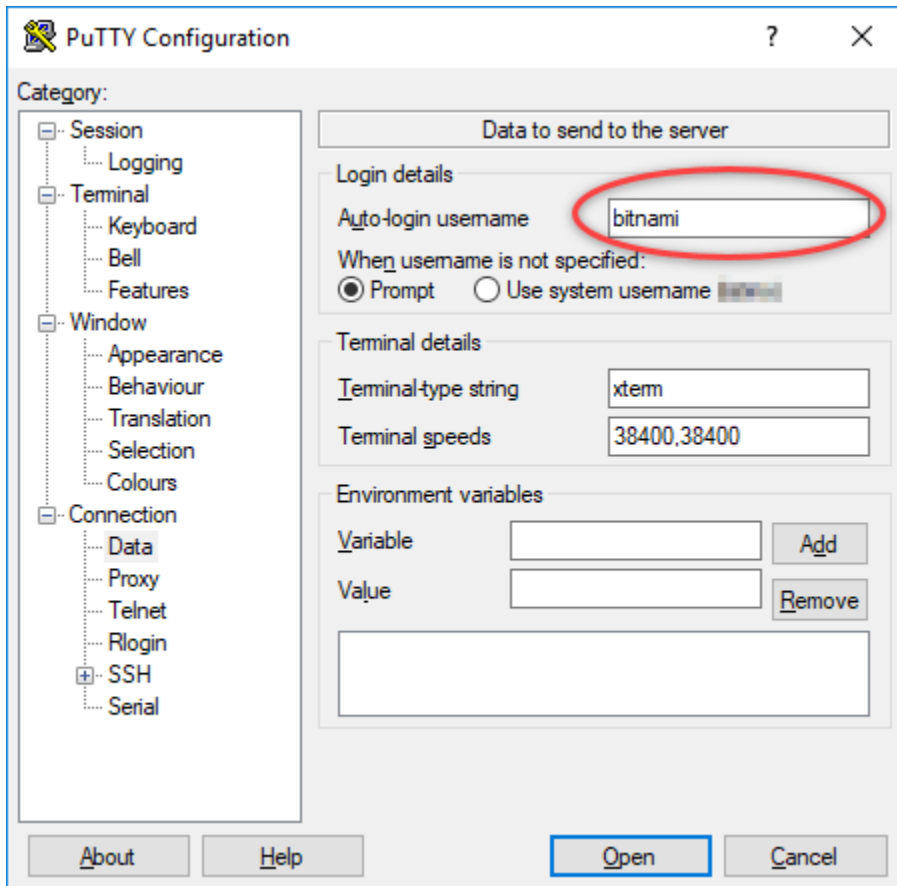 PuTTY Configuration
?
Category:
Session
Logging
Terminal
Keyboard
Bell
Features
Window
Appearance
Behaviour
Translation
Selection
Colours
Connection
Data
Proxy
Telnet
Rlogin
SSH
Serial
Data to send to the server
Login details
Auto-login username bitnami
When username is not specified:
Prompt Use system username
Terminal details
Terminal-type string xterm
Terminal speeds 38400,38400
Environment variables
Variable Add
Value Remove
About Help Open Cancel